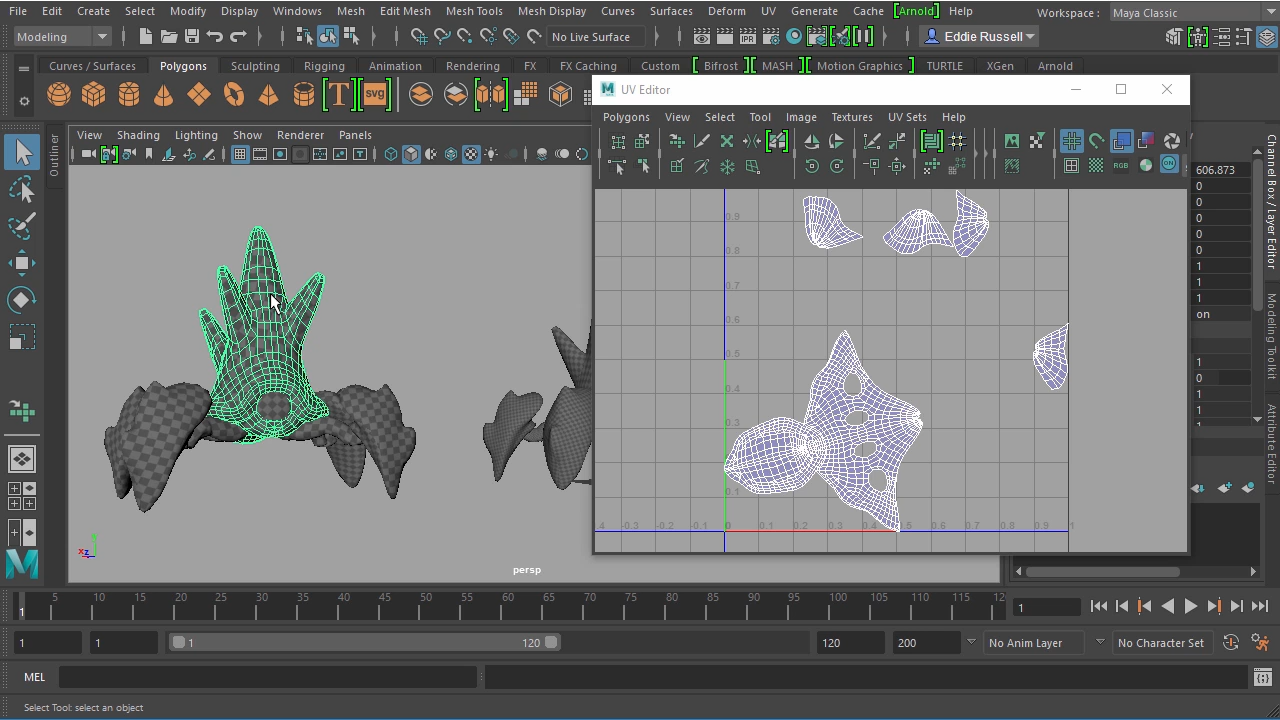 File Edit Create Select Modify Display Windows Mesh Edit Mesh Mesh Tools Mesh Display Curves Surfaces Deform UV Generate Cache [Arnold] Help Workspace : Maya Classic
Modeling No Live Surface IPR Eddie Russell
Curves / Surfaces Polygons Sculpting Rigging Animation Rendering FX FX Caching Custom Bifrost MASH Motion Graphics TURTLE XGen Arnold
T svg
UV Editor
Polygons View Select Tool Image Textures UV Sets Help
View Shading Lighting Show Renderer Panels
RGB ON
Outliner
Channel Box / Layer Editor
Modeling Toolkit
Attribute Editor
606.873
0
0
0
0
0
1
1
1
on
1
0
1
1
0.9
0.8
0.7
0.6
0.5
0.4
0.3
0.1
-0.3 -0.2 -0.1 0 0.1 0.2 0.3 0.4 0.5 0.6 0.7 0.8 0.9 1
persp
5 10 15 20 25 30 35 40 45 50 55 60 65 70 75 80 85 90 95 100 105 110 115 12
1 1
1 1 1 120 120 200 No Anim Layer No Character Set
MEL
Select Tool: select an object